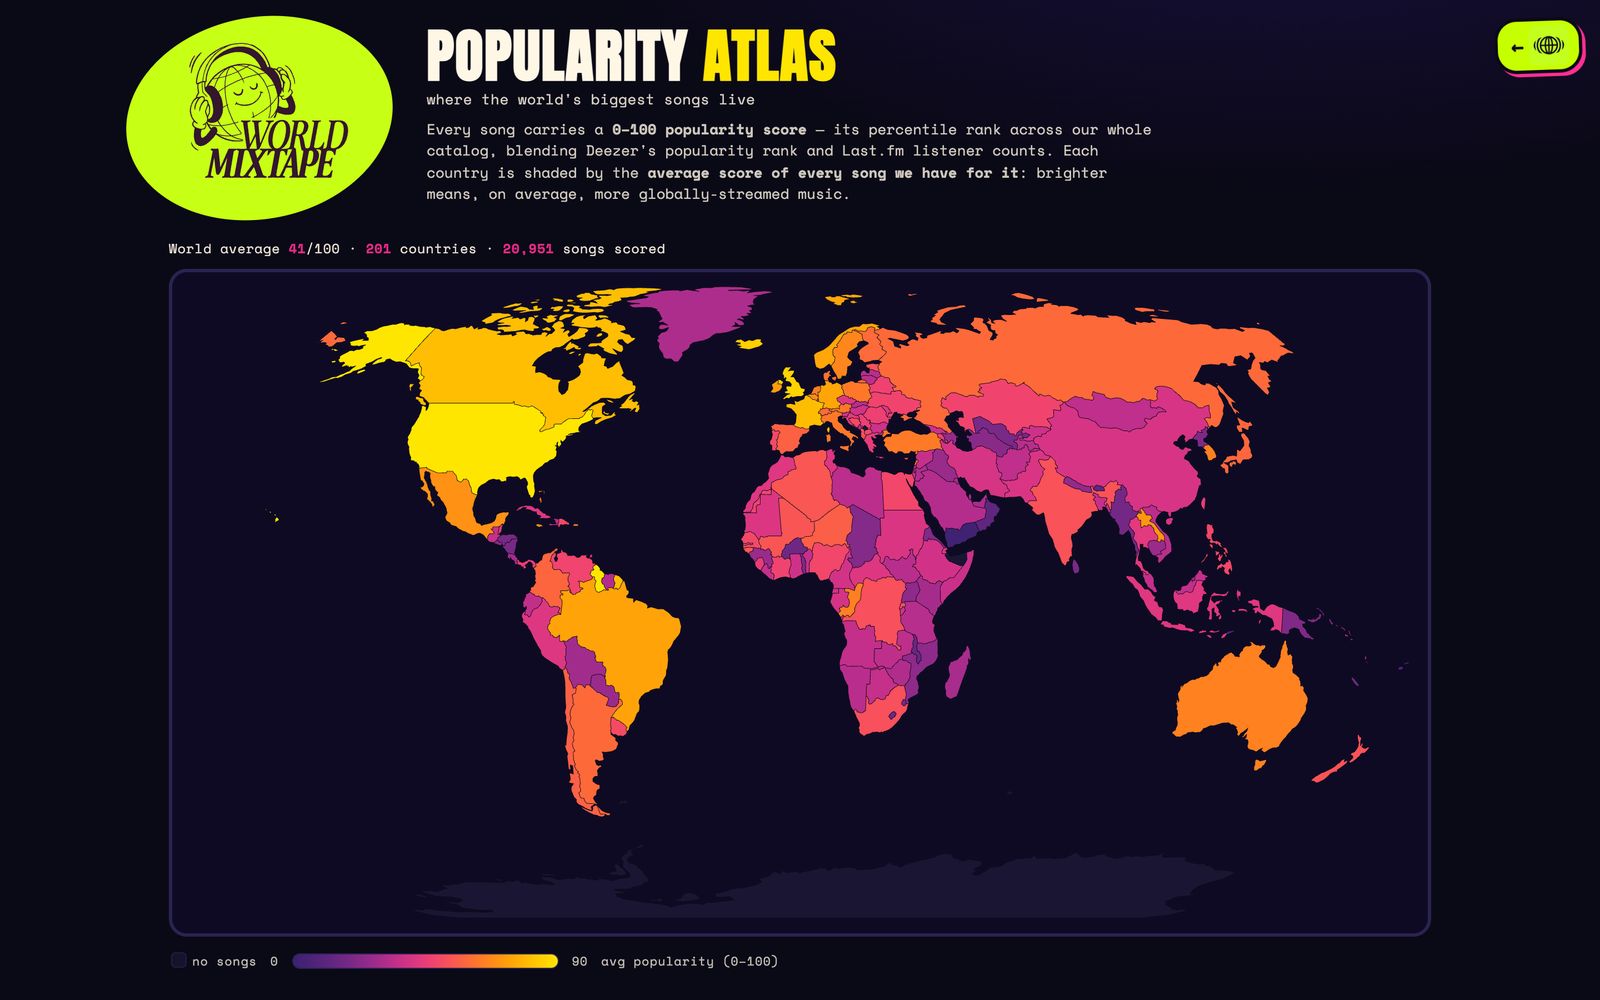 WORLD
MIXTAPE
POPULARITY ATLAS
where the world's biggest songs live
Every song carries a 0–100 popularity score — its percentile rank across our whole
catalog, blending Deezer's popularity rank and Last.fm listener counts. Each
country is shaded by the average score of every song we have for it: brighter
means, on average, more globally-streamed music.
←
World average 41/100 · 201 countries · 20,951 songs scored
no songs 0 90 avg popularity (0–100)